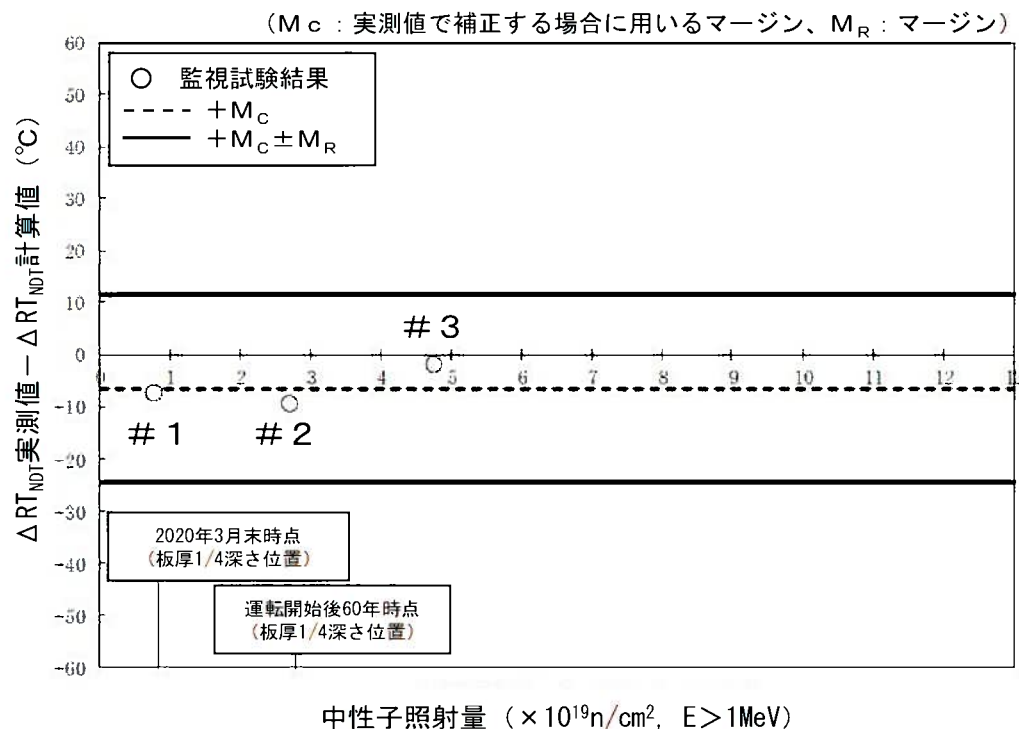 (Mc:実測値で補正する場合に用いるマージン、MR:マージン)
60
50
40
30
20
10
0
-10
-20
-30
-40
-50
-60
○ 監視試験結果
+MC
+MC±MR
ΔRTNDT実測値-ΔRTNDT計算値 (℃)
#3
0 1 2 3 4 5 6 7 8 9 10 11 12 13
#1 #2
2020年3月末時点
(板厚1/4深さ位置)
運転開始後60年時点
(板厚1/4深さ位置)
中性子照射量 (×10¹⁹n/cm², E>1MeV)